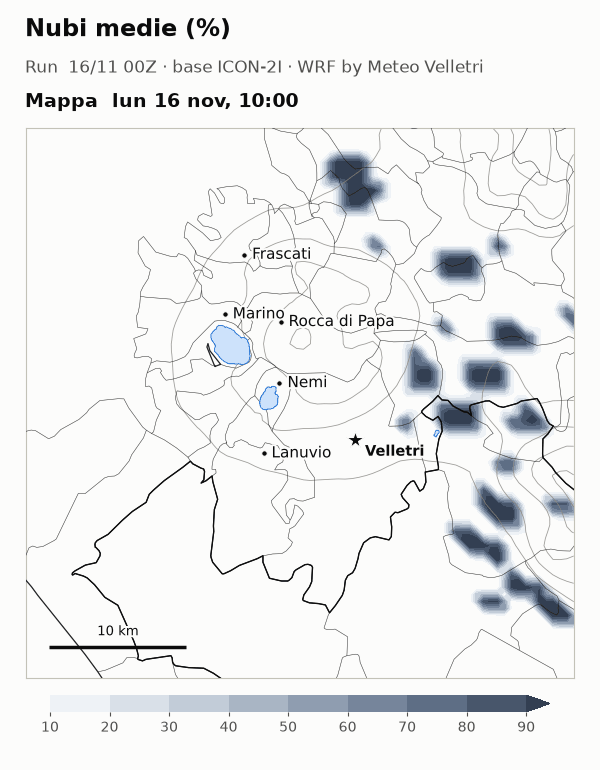 Nubi medie (%)
Run  16/11 00Z · base ICON-2I · WRF by Meteo Velletri
Mappa  lun 16 nov, 10:00
Frascati
Marino
Rocca di Papa
Nemi
Velletri
Lanuvio
10 km
10 20 30 40 50 60 70 80 90